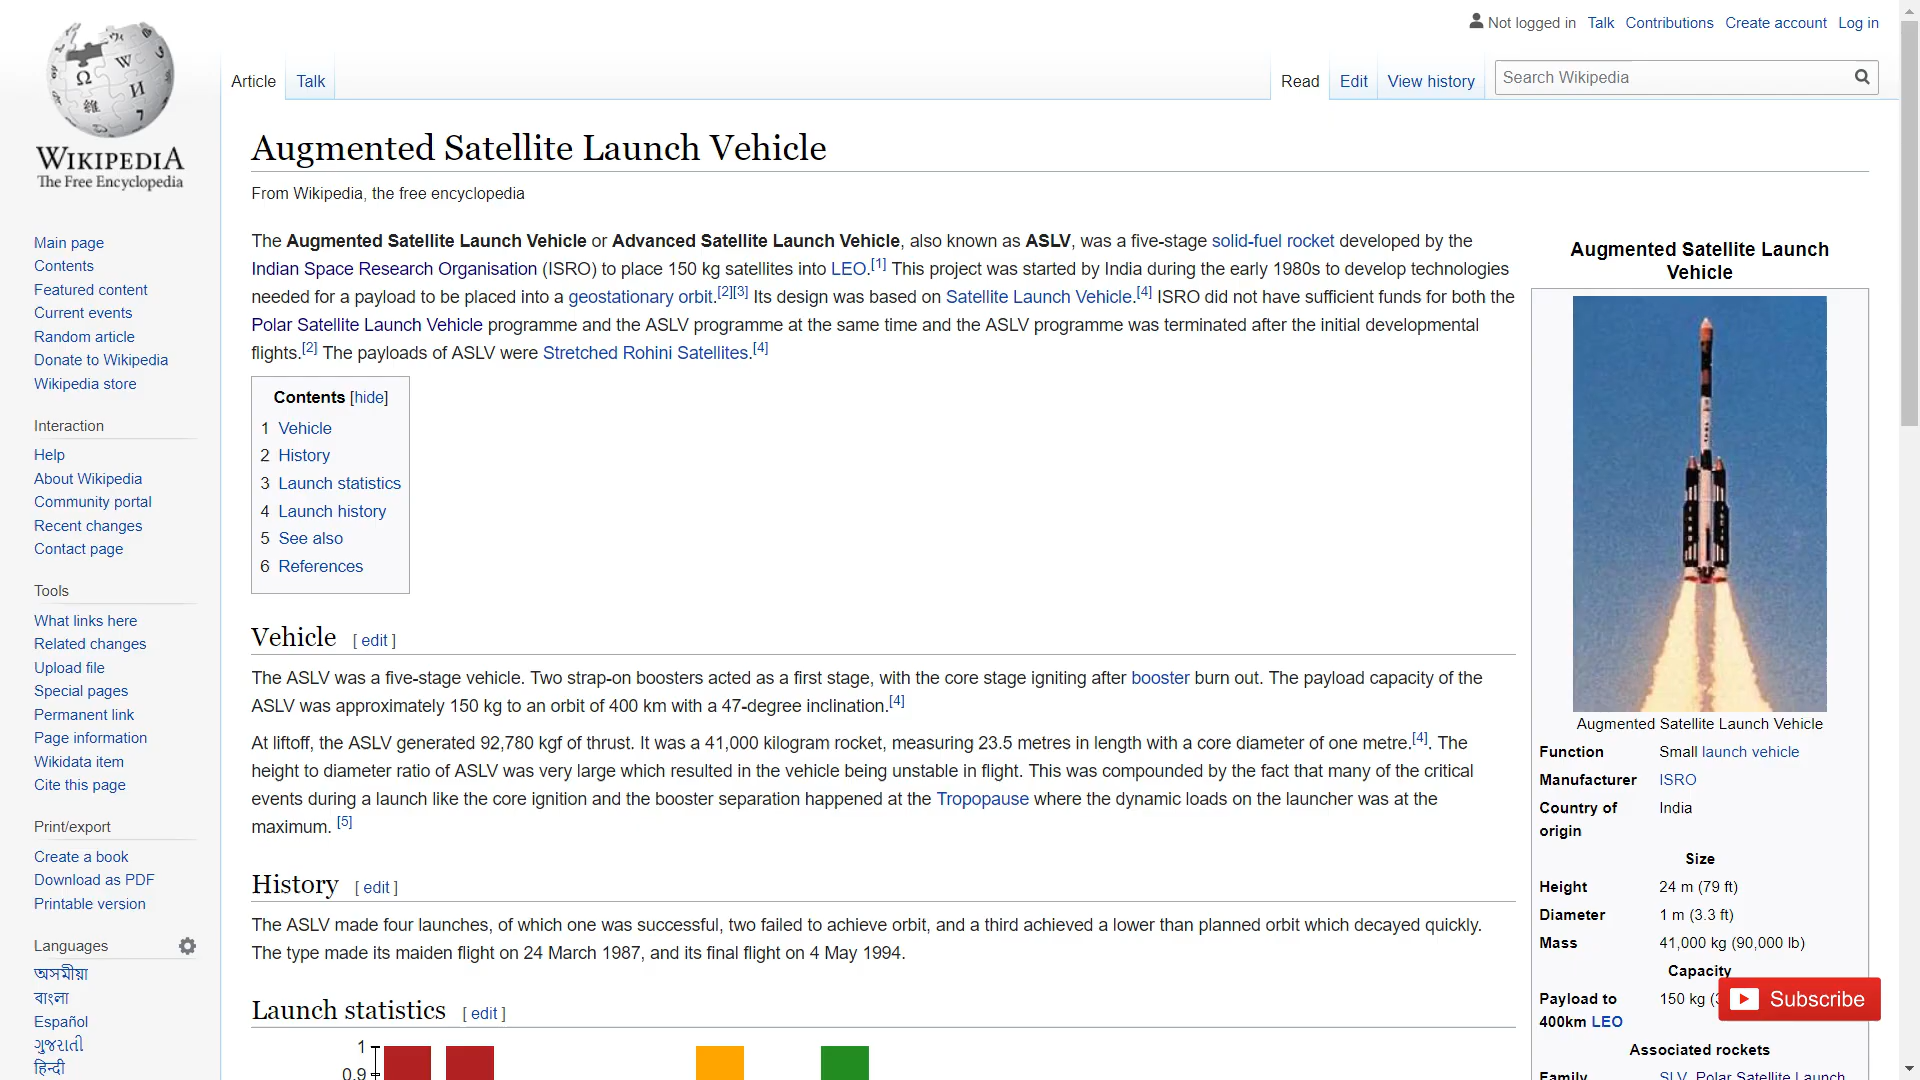 Not logged in Talk Contributions Create account Log in
Article Talk Read Edit View history Search Wikipedia
WIKIPEDIA
The Free Encyclopedia
Main page
Contents
Featured content
Current events
Random article
Donate to Wikipedia
Wikipedia store
Interaction
Help
About Wikipedia
Community portal
Recent changes
Contact page
Tools
What links here
Related changes
Upload file
Special pages
Permanent link
Page information
Wikidata item
Cite this page
Print/export
Create a book
Download as PDF
Printable version
Languages
অসমীয়া
বাংলা
Español
ગુજરાતી
हिन्दी
Augmented Satellite Launch Vehicle
From Wikipedia, the free encyclopedia
The Augmented Satellite Launch Vehicle or Advanced Satellite Launch Vehicle, also known as ASLV, was a five-stage solid-fuel rocket developed by the
Indian Space Research Organisation (ISRO) to place 150 kg satellites into LEO.[1] This project was started by India during the early 1980s to develop technologies
needed for a payload to be placed into a geostationary orbit.[2][3] Its design was based on Satellite Launch Vehicle.[4] ISRO did not have sufficient funds for both the
Polar Satellite Launch Vehicle programme and the ASLV programme at the same time and the ASLV programme was terminated after the initial developmental
flights.[2] The payloads of ASLV were Stretched Rohini Satellites.[4]
Contents [hide]
1 Vehicle
2 History
3 Launch statistics
4 Launch history
5 See also
6 References
Vehicle [ edit ]
The ASLV was a five-stage vehicle. Two strap-on boosters acted as a first stage, with the core stage igniting after booster burn out. The payload capacity of the
ASLV was approximately 150 kg to an orbit of 400 km with a 47-degree inclination.[4]
At liftoff, the ASLV generated 92,780 kgf of thrust. It was a 41,000 kilogram rocket, measuring 23.5 metres in length with a core diameter of one metre.[4]. The
height to diameter ratio of ASLV was very large which resulted in the vehicle being unstable in flight. This was compounded by the fact that many of the critical
events during a launch like the core ignition and the booster separation happened at the Tropopause where the dynamic loads on the launcher was at the
maximum. [5]
History [ edit ]
The ASLV made four launches, of which one was successful, two failed to achieve orbit, and a third achieved a lower than planned orbit which decayed quickly.
The type made its maiden flight on 24 March 1987, and its final flight on 4 May 1994.
Launch statistics [ edit ]
1
0.9
Augmented Satellite Launch
Vehicle
Augmented Satellite Launch Vehicle
Function Small launch vehicle
Manufacturer ISRO
Country of India
origin
Size
Height 24 m (79 ft)
Diameter 1 m (3.3 ft)
Mass 41,000 kg (90,000 lb)
Capacity
Payload to 150 kg (
400km LEO
Subscribe
Associated rockets
Family SLV, Polar Satellite Launch